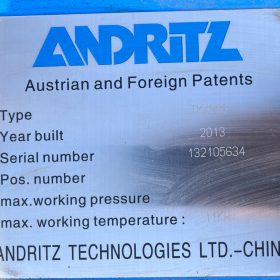 ANDRITZ
Austrian and Foreign Patents
Type
Year built 2013
Serial number 132105634
Pos. number
max.working pressure
max. working temperature :
ANDRITZ TECHNOLOGIES LTD.-CHIN